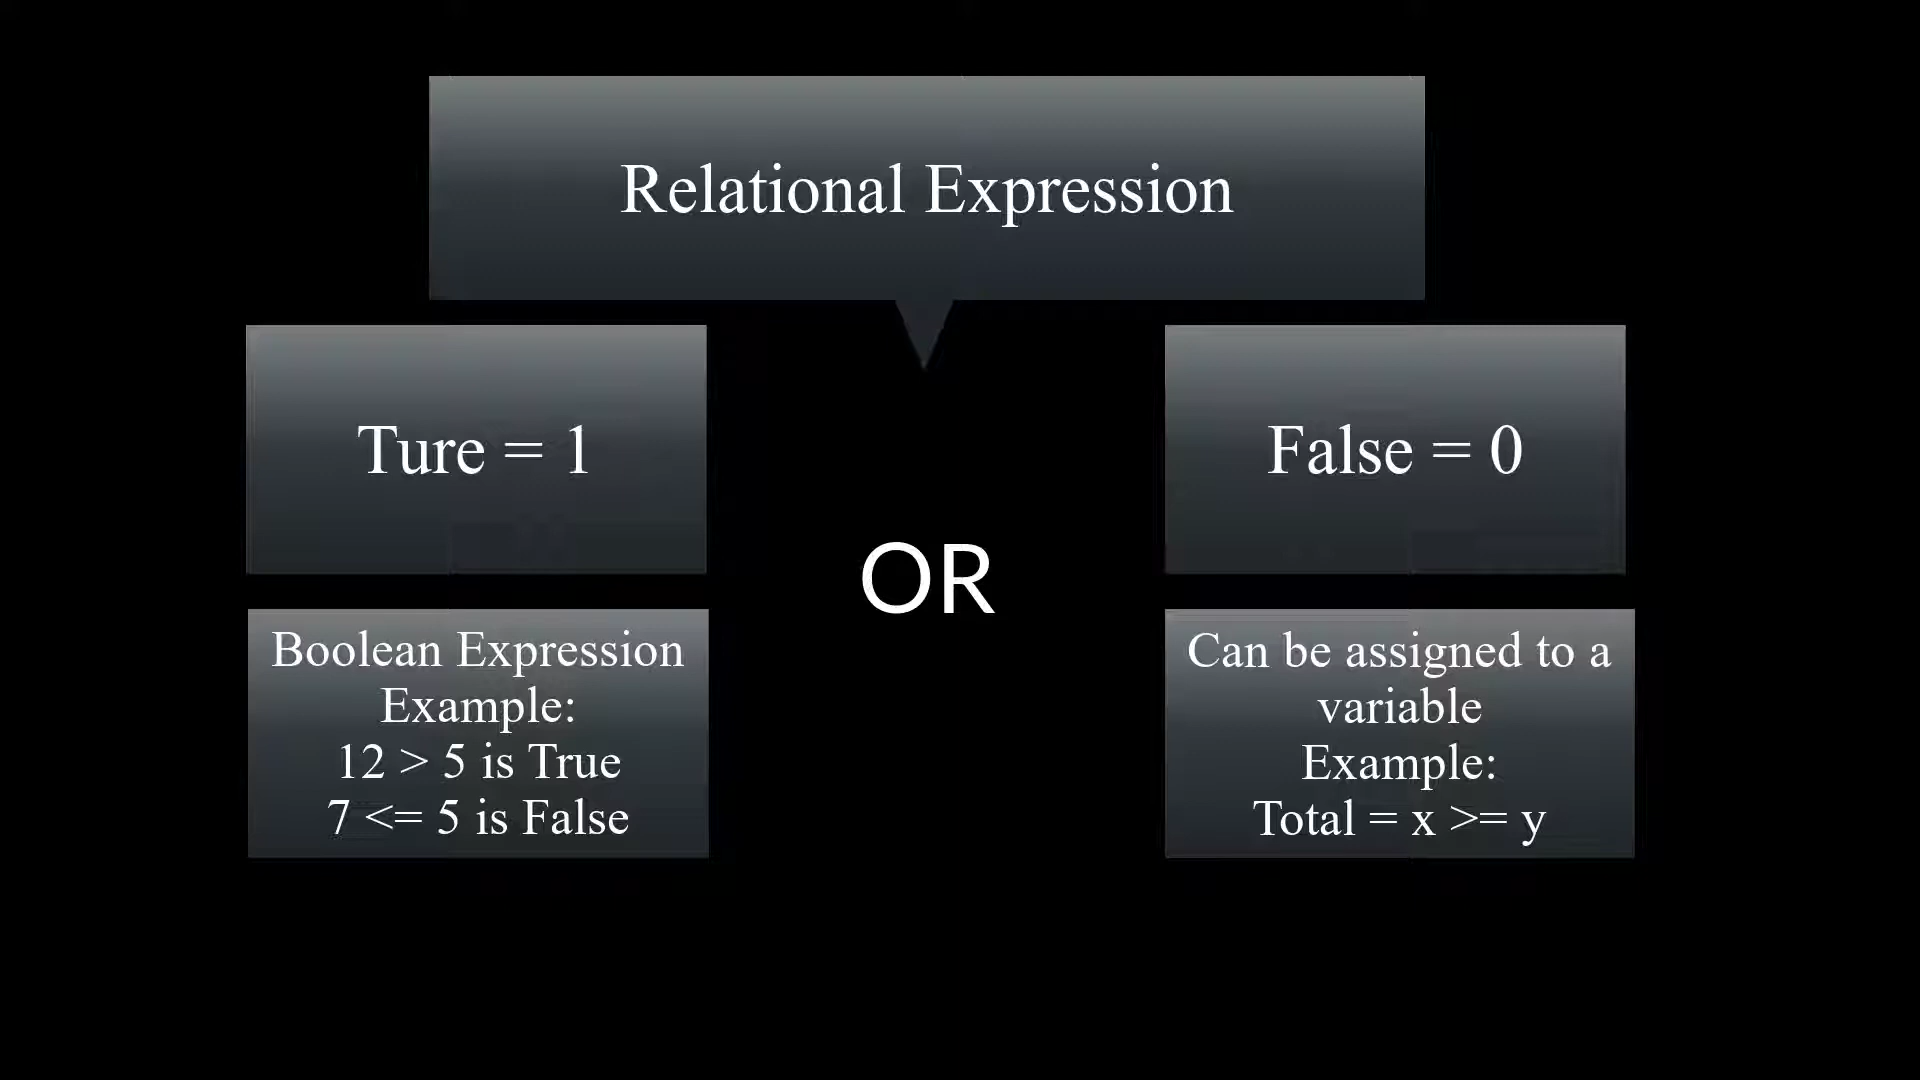 Relational Expression
Ture = 1
False = 0
OR
Boolean Expression
Example:
12 > 5 is True
7 <= 5 is False
Can be assigned to a
variable
Example:
Total = x >= y